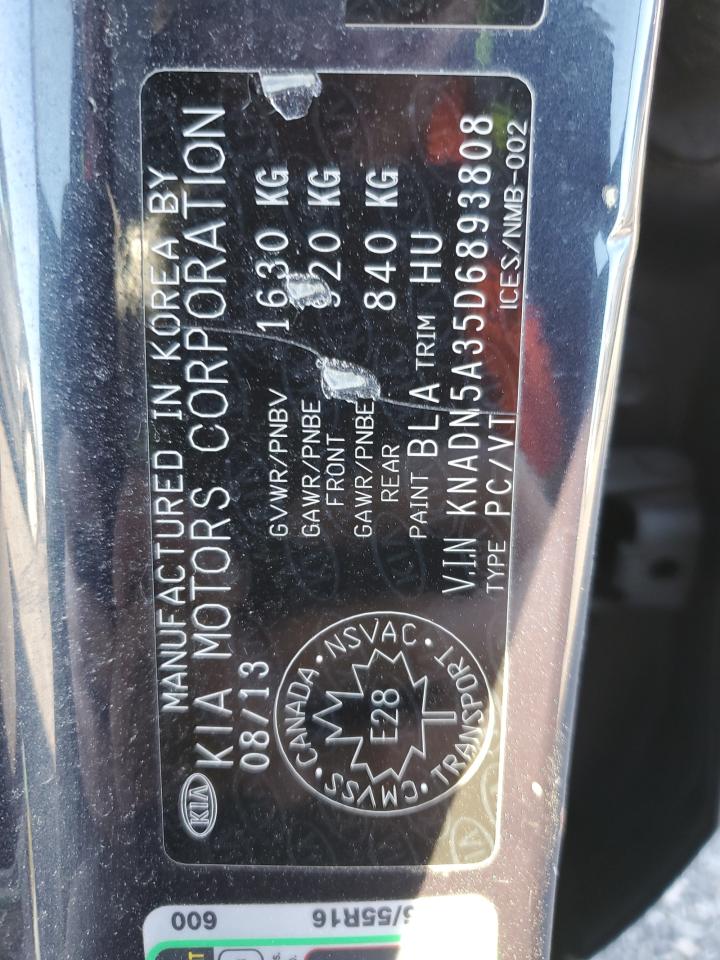 MANUFACTURED IN KOREA BY
KIA KIA MOTORS CORPORATION
08/13
GVWR/PNBV 1630 KG
GAWR/PNBE FRONT 920 KG
GAWR/PNBE REAR 840 KG
PAINT BLA TRIM HU
V.I.N KNADN5A35D6893808
TYPE PC/VT ICES/NMB-002
CANADA • NSVAC • TRANSPORT • CMVSS •
E28
/55R16 600